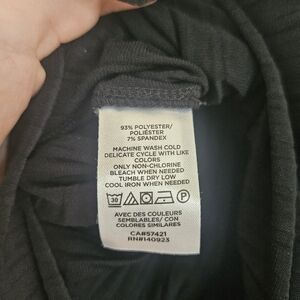 93% POLYESTER/
POLIÉSTER
7% SPANDEX
MACHINE WASH COLD
DELICATE CYCLE WITH LIKE
COLORS
ONLY NON-CHLORINE
BLEACH WHEN NEEDED
TUMBLE DRY LOW
COOL IRON WHEN NEEDED
30 P
AVEC DES COULEURS
SEMBLABLES/ CON
COLORES SIMILARES
CA#57421
RN#140923